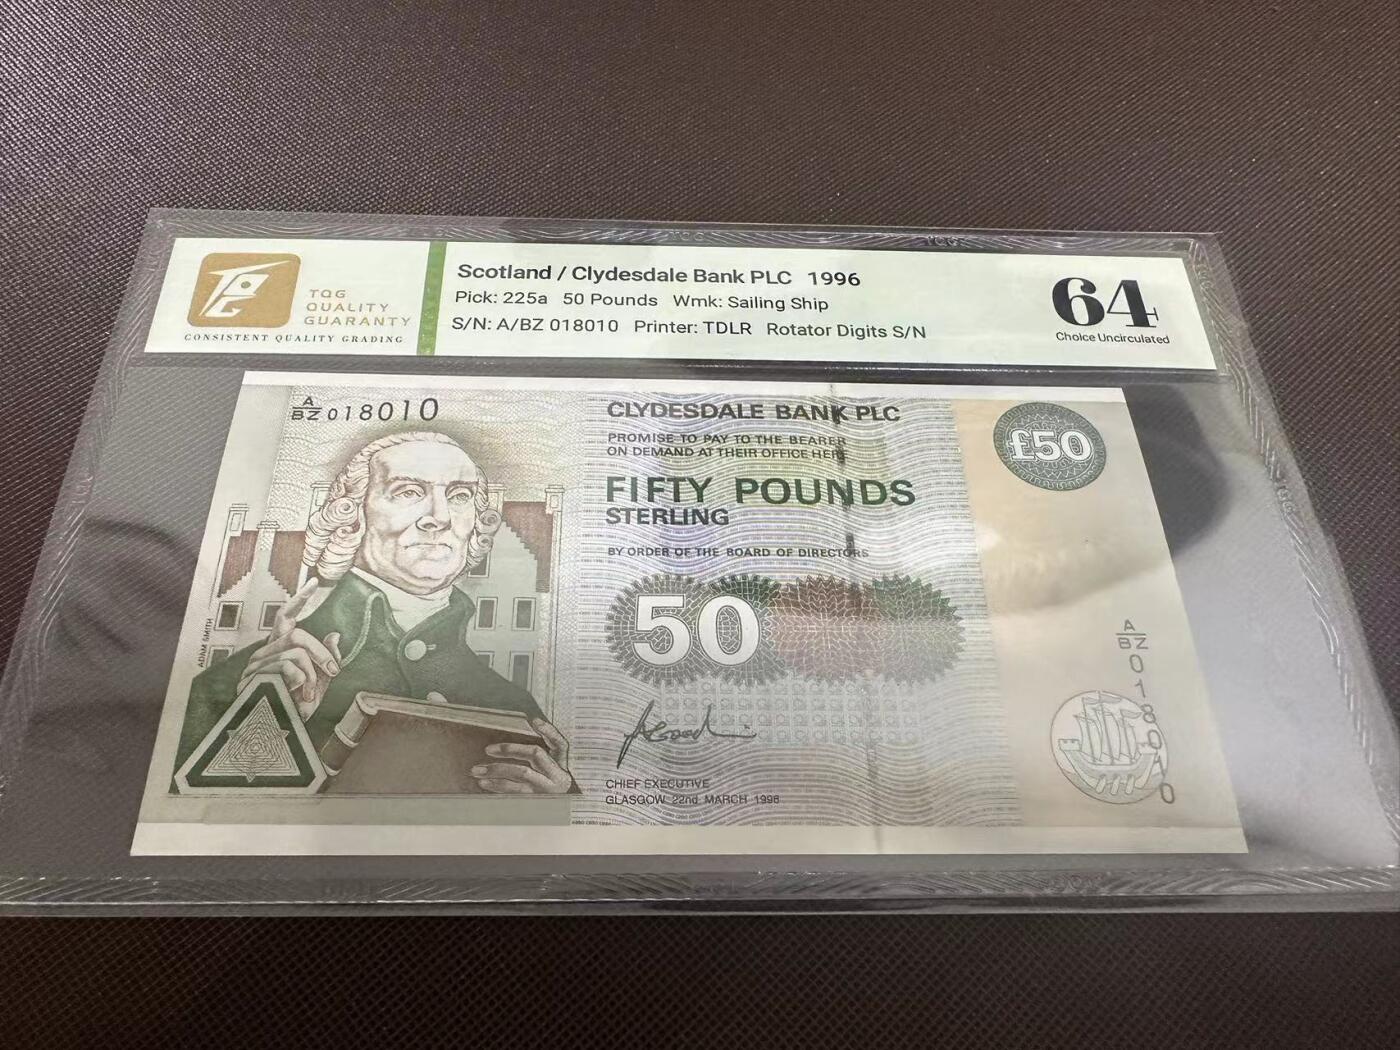 TQG
QUALITY
GUARANTY
CONSISTENT QUALITY GRADING
Scotland / Clydesdale Bank PLC 1996
Pick: 225a 50 Pounds Wmk: Sailing Ship
S/N: A/BZ 018010 Printer: TDLR Rotator Digits S/N
64
Choice Uncirculated
A/BZ 018010
CLYDESDALE BANK PLC
PROMISE TO PAY TO THE BEARER
ON DEMAND AT THEIR OFFICE HERE
FIFTY POUNDS
STERLING
BY ORDER OF THE BOARD OF DIRECTORS
50
£50
ADAM SMITH
CHIEF EXECUTIVE
GLASGOW 22nd MARCH 1996
A/BZ 018010